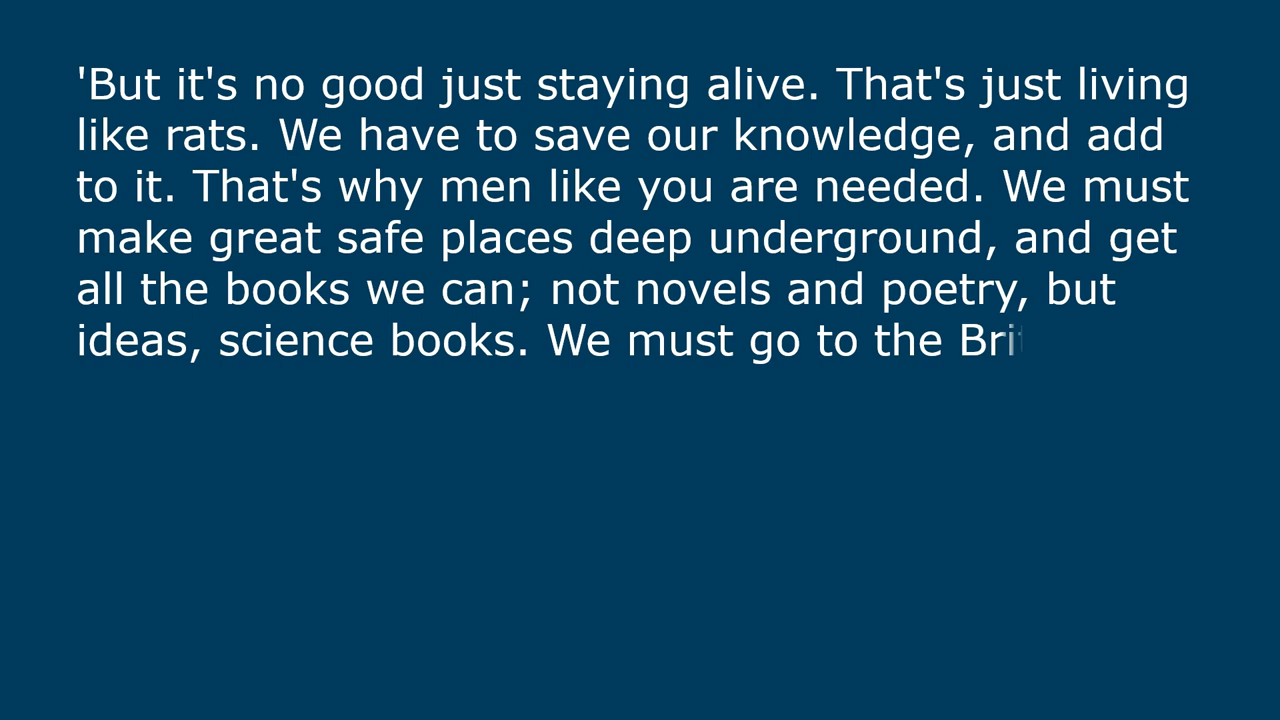 'But it's no good just staying alive. That's just living
like rats. We have to save our knowledge, and add
to it. That's why men like you are needed. We must
make great safe places deep underground, and get
all the books we can; not novels and poetry, but
ideas, science books. We must go to the Brit